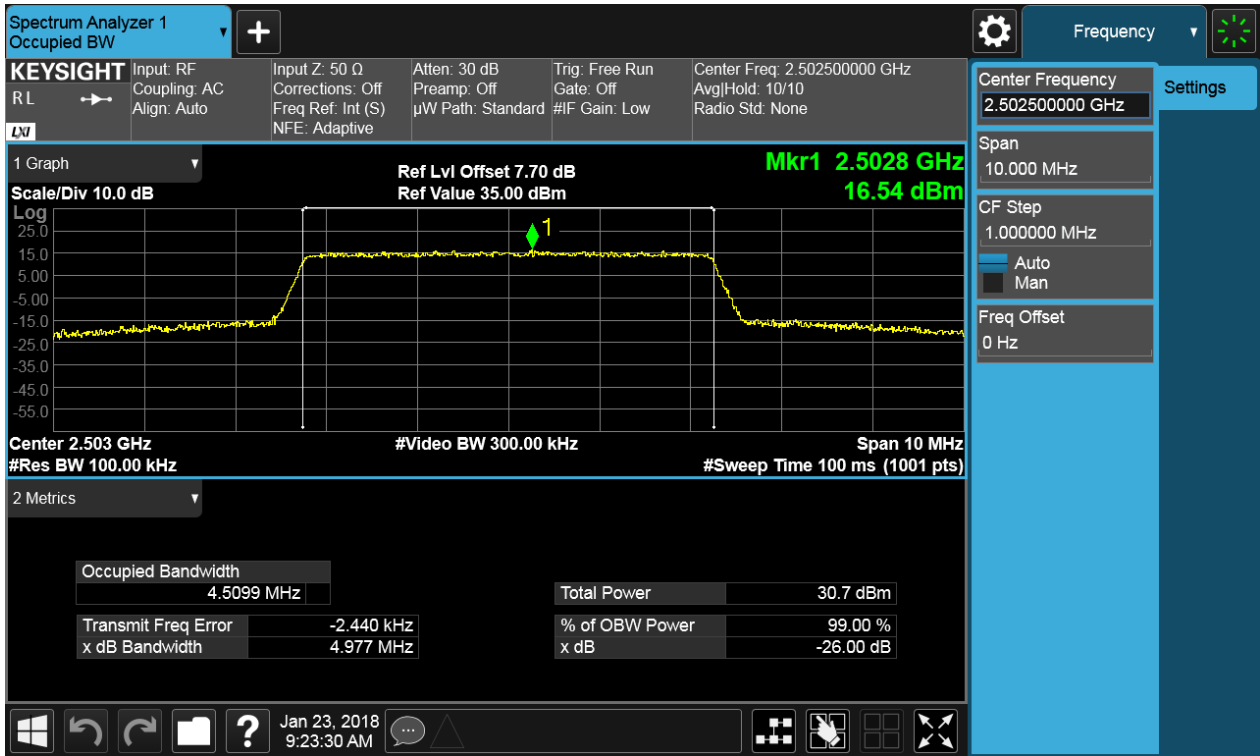 Spectrum Analyzer 1
Occupied BW
Frequency
KEYSIGHT
RL
LXI
Input: RF
Coupling: AC
Align: Auto
Input Z: 50 Ω
Corrections: Off
Freq Ref: Int (S)
NFE: Adaptive
Atten: 30 dB
Preamp: Off
µW Path: Standard
Trig: Free Run
Gate: Off
#IF Gain: Low
Center Freq: 2.502500000 GHz
Avg|Hold: 10/10
Radio Std: None
Center Frequency
2.502500000 GHz
Settings
Span
10.000 MHz
CF Step
1.000000 MHz
Auto
Man
Freq Offset
0 Hz
1 Graph
Scale/Div 10.0 dB
Ref Lvl Offset 7.70 dB
Ref Value 35.00 dBm
Mkr1 2.5028 GHz
16.54 dBm
Log
25.0
15.0
5.00
-5.00
-15.0
-25.0
-35.0
-45.0
-55.0
1
Center 2.503 GHz
#Video BW 300.00 kHz
Span 10 MHz
#Res BW 100.00 kHz
#Sweep Time 100 ms (1001 pts)
2 Metrics
Occupied Bandwidth
4.5099 MHz
Total Power 30.7 dBm
Transmit Freq Error -2.440 kHz
% of OBW Power 99.00 %
x dB Bandwidth 4.977 MHz
x dB -26.00 dB
?
Jan 23, 2018
9:23:30 AM